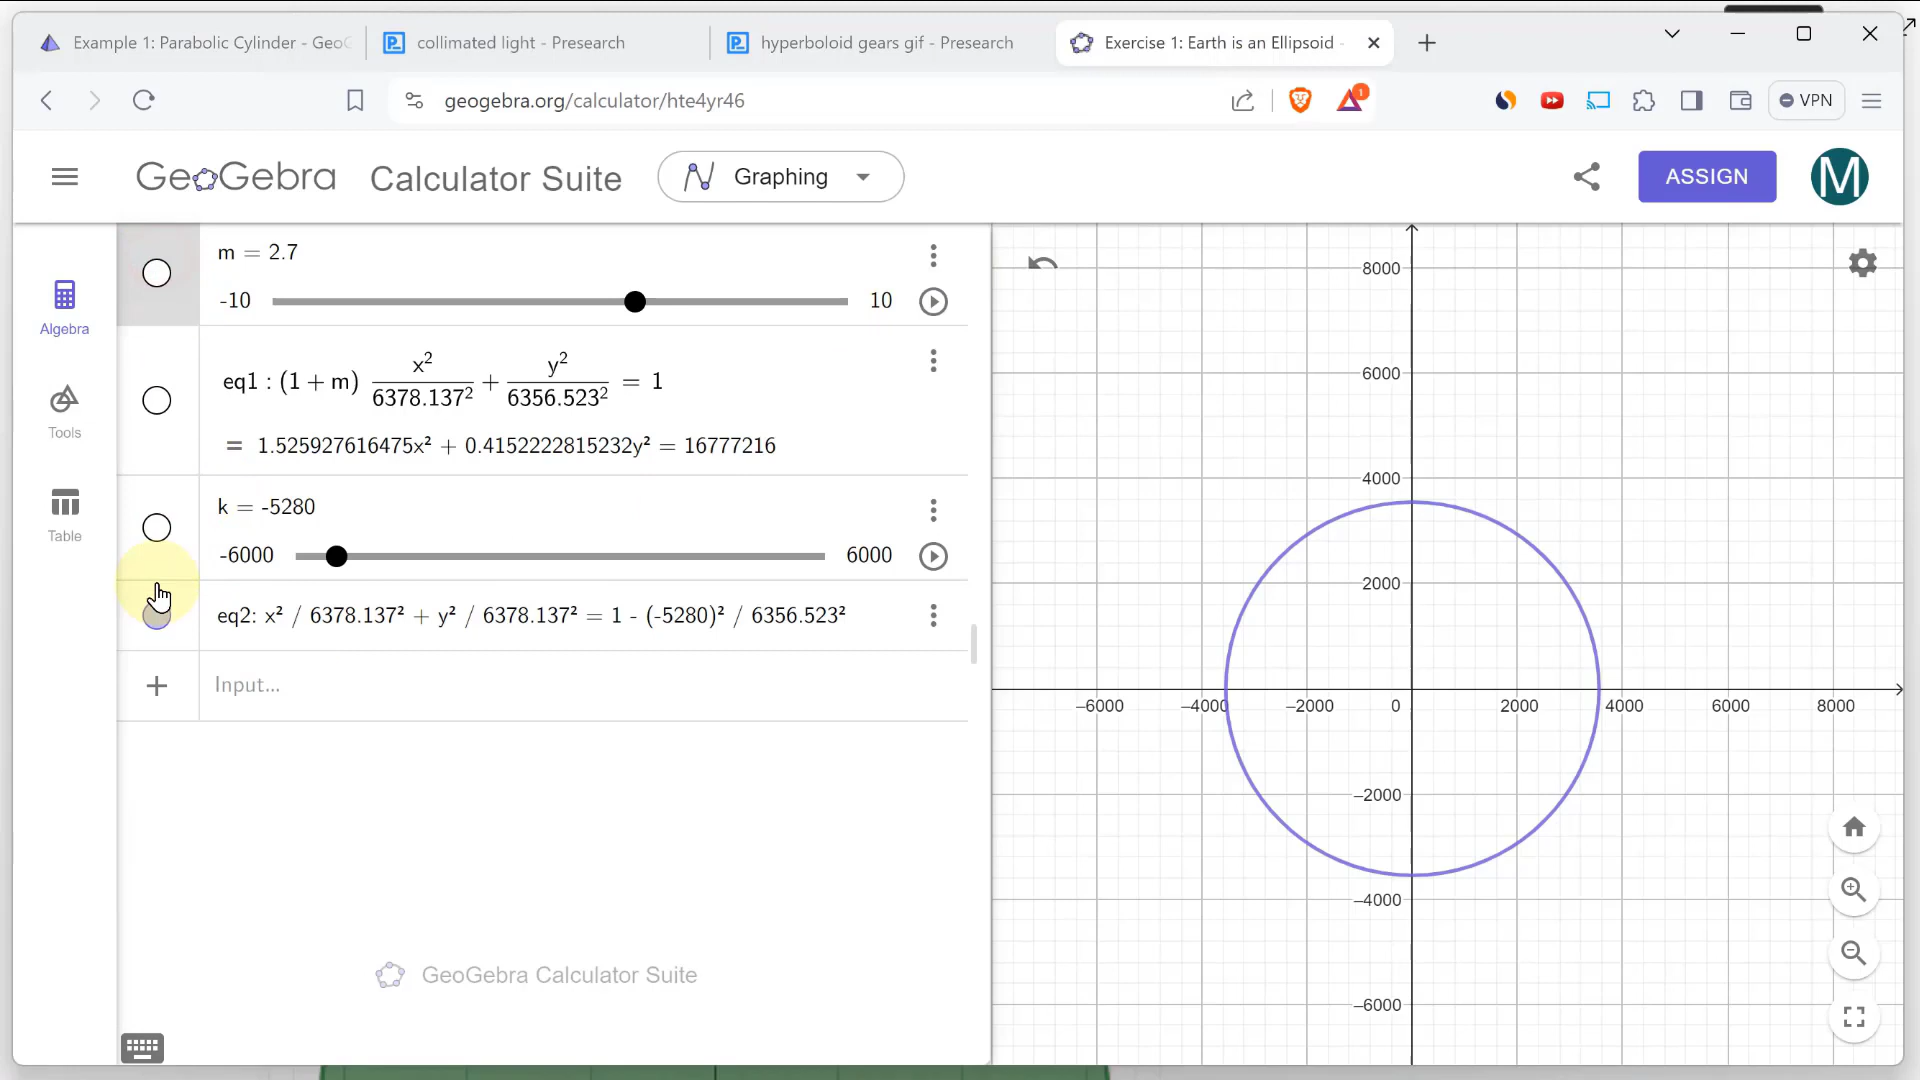 Example 1: Parabolic Cylinder - Geo
collimated light - Presearch
hyperboloid gears gif - Presearch
Exercise 1: Earth is an Ellipsoid -
geogebra.org/calculator/hte4yr46
1
VPN
GeoGebra
Calculator Suite
Graphing
ASSIGN
M
Algebra
Tools
Table
m = 2.7
-10
10
eq1 : (1 + m) x² / 6378.137² + y² / 6356.523² = 1
= 1.525927616475x² + 0.4152222815232y² = 16777216
k = -5280
-6000
6000
eq2: x² / 6378.137² + y² / 6378.137² = 1 - (-5280)² / 6356.523²
Input...
GeoGebra Calculator Suite
8000
6000
4000
2000
–6000
–4000
–2000
0
2000
4000
6000
8000
–2000
–4000
–6000